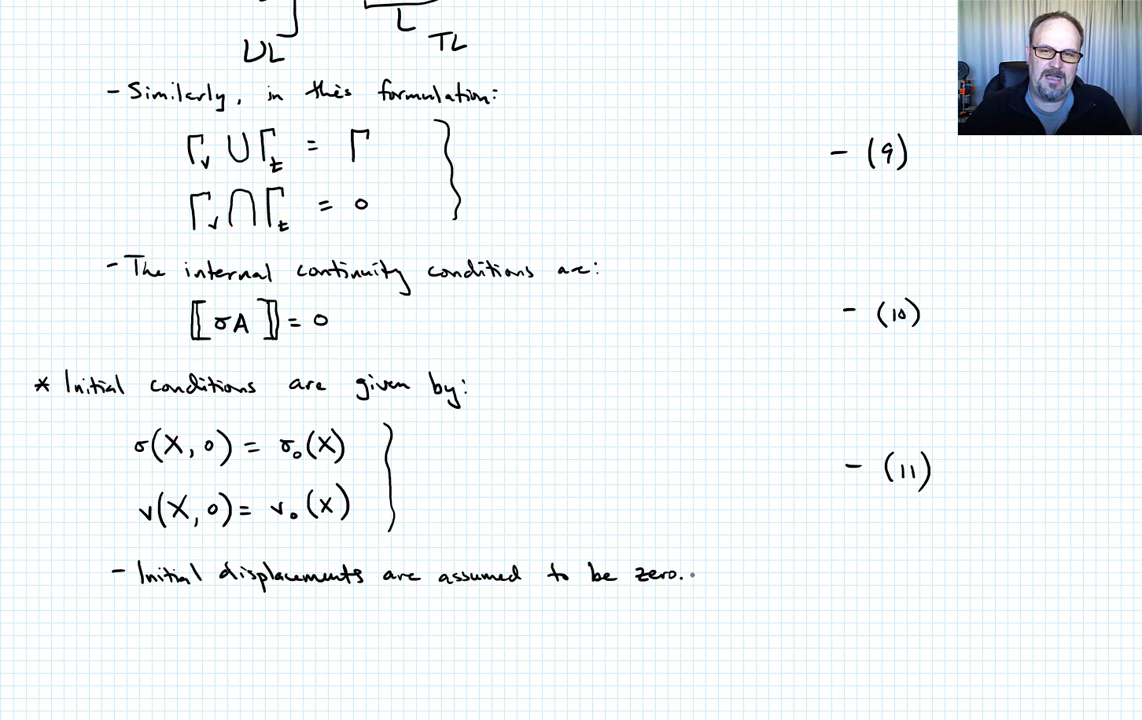 UL
TL
- Similarly, in this formulation:
Γv ∪ Γt = Γ
Γv ∩ Γt = 0
- (9)
- The internal continuity conditions are:
⟦σA⟧ = 0
- (10)
* Initial conditions are given by:
σ(X, 0) = σ₀(X)
v(X, 0) = v₀(X)
- (11)
- Initial displacements are assumed to be zero.